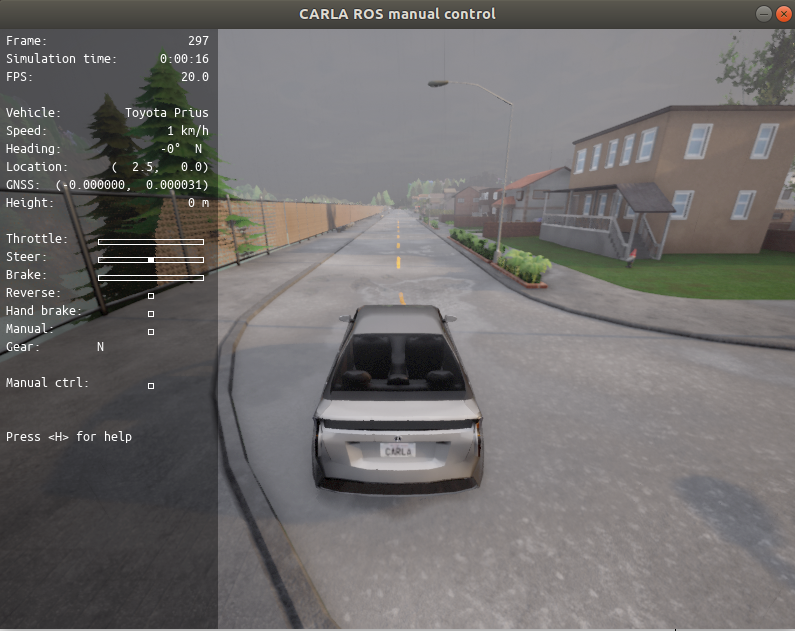 CARLA ROS manual control
Frame: 297
Simulation time: 0:00:16
FPS: 20.0
Vehicle: Toyota Prius
Speed: 1 km/h
Heading: -0° N
Location: ( 2.5, 0.0)
GNSS: (-0.000000, 0.000031)
Height: 0 m
Throttle:
Steer:
Brake:
Reverse:
Hand brake:
Manual:
Gear: N
Manual ctrl:
Press <H> for help
CARLA